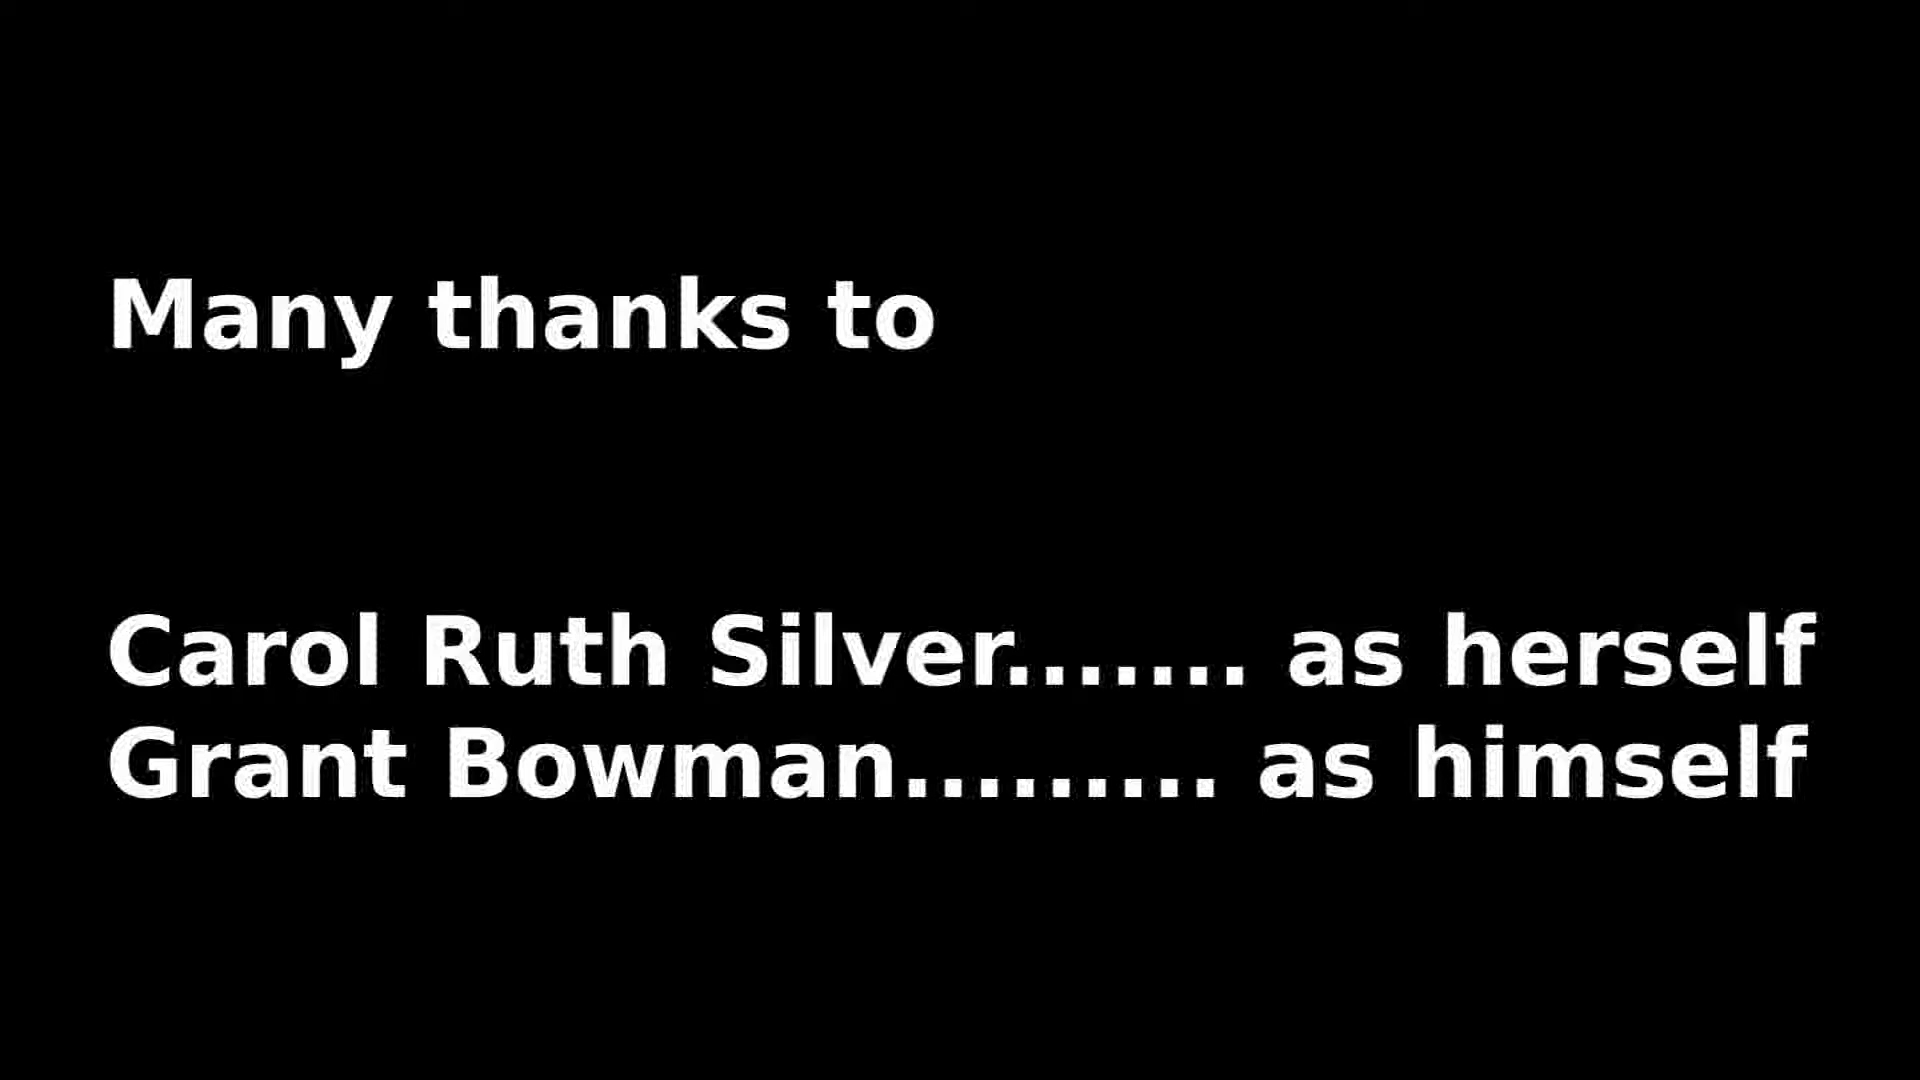 Many thanks to
Carol Ruth Silver....... as herself
Grant Bowman......... as himself